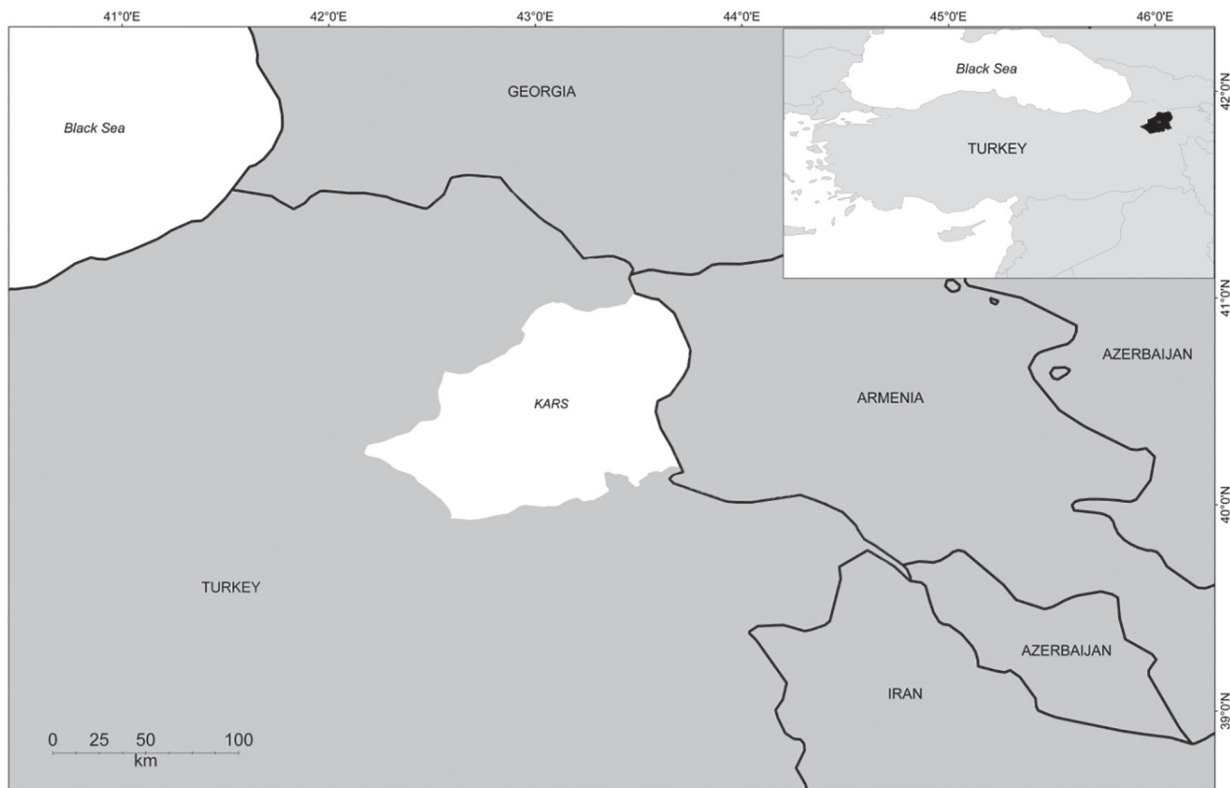 41°0'E 42°0'E 43°0'E 44°0'E 45°0'E 46°0'E
Black Sea
GEORGIA
Black Sea
TURKEY
42°0'N
41°0'N
AZERBAIJAN
KARS
ARMENIA
40°0'N
TURKEY
AZERBAIJAN
IRAN
39°0'N
0 25 50 100
km